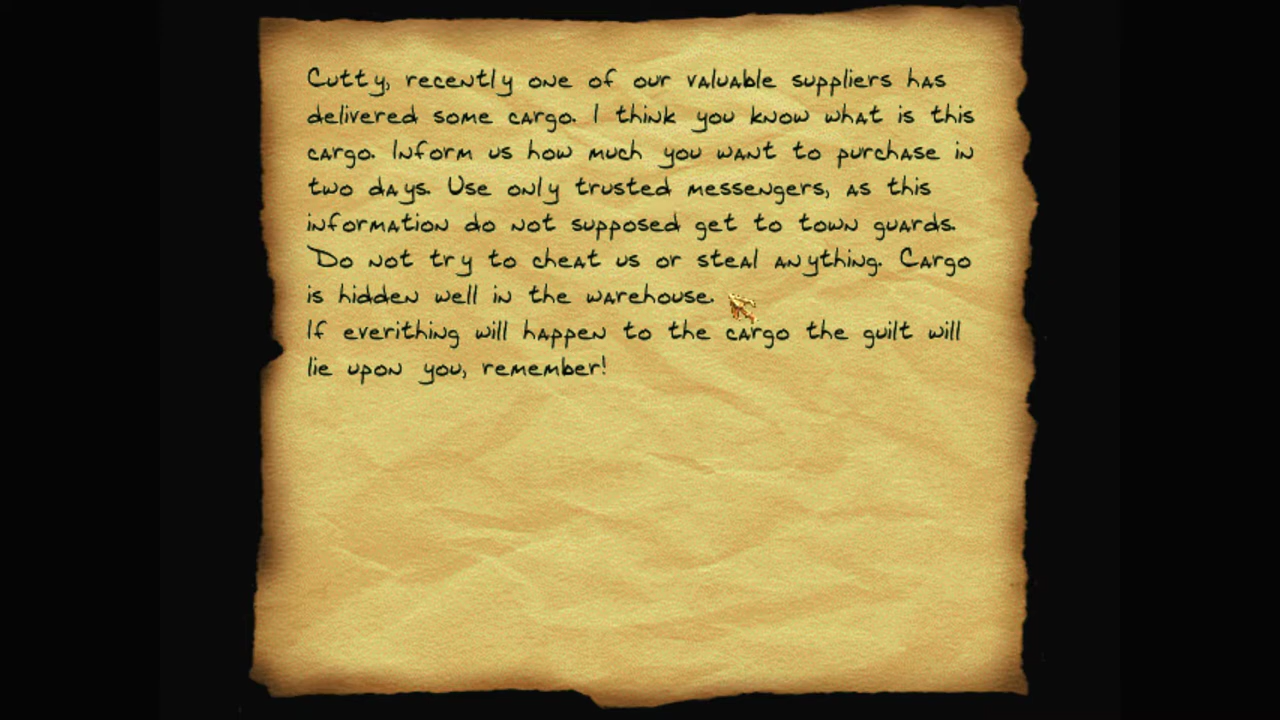 Cutty, recently one of our valuable suppliers has
delivered some cargo. I think you know what is this
cargo. Inform us how much you want to purchase in
two days. Use only trusted messengers, as this
information do not supposed get to town guards.
Do not try to cheat us or steal anything. Cargo
is hidden well in the warehouse.
If everithing will happen to the cargo the guilt will
lie upon you, remember!